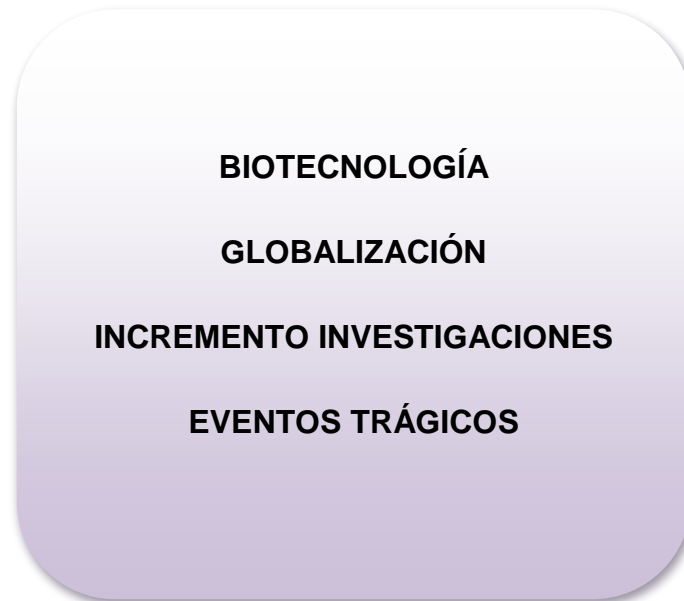 BIOTECNOLOGÍA
GLOBALIZACIÓN
INCREMENTO INVESTIGACIONES
EVENTOS TRÁGICOS